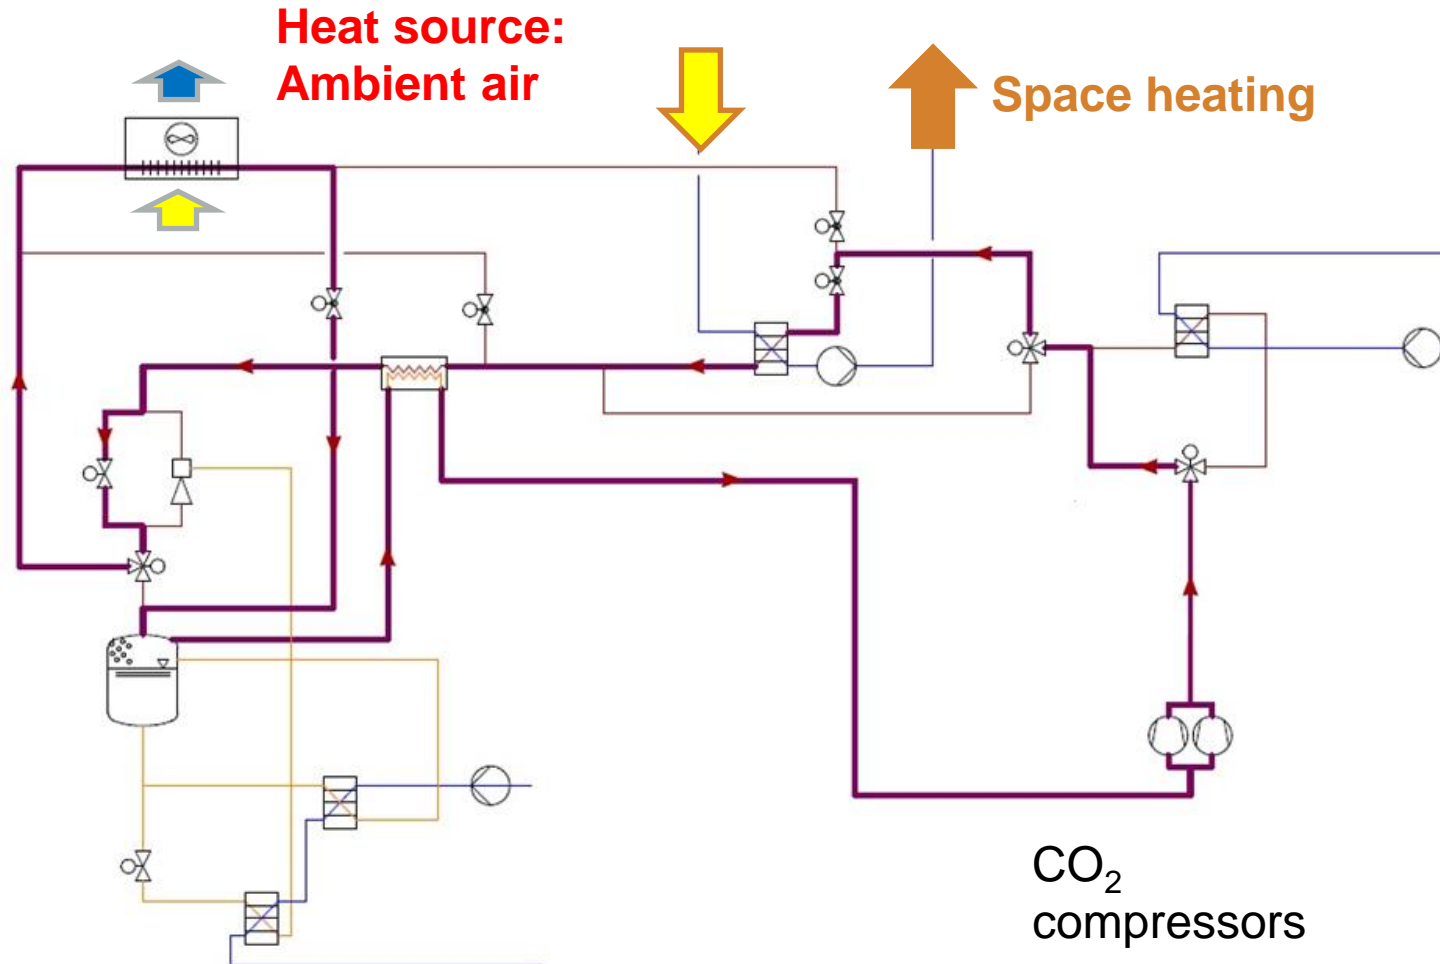 Heat source:
Ambient air
Space heating
CO₂
compressors